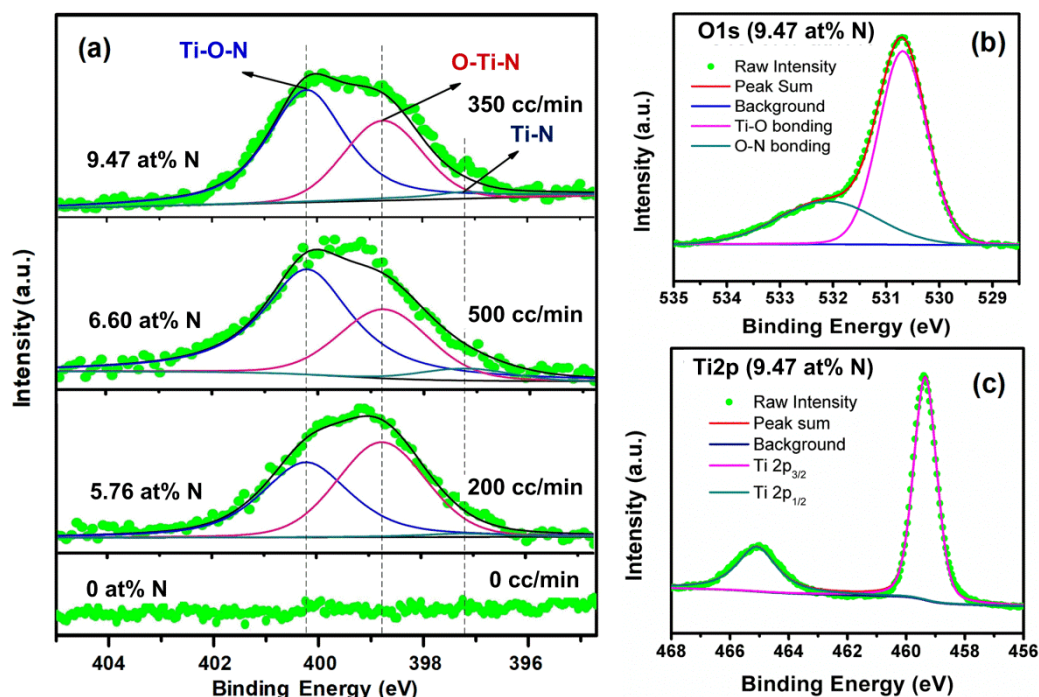 (a)
Ti-O-N
O-Ti-N
350 cc/min
Ti-N
9.47 at% N
6.60 at% N
500 cc/min
5.76 at% N
200 cc/min
0 at% N
0 cc/min
Intensity (a.u.)
404 402 400 398 396
Binding Energy (eV)
O1s (9.47 at% N)
(b)
Raw Intensity
Peak Sum
Background
Ti-O bonding
O-N bonding
Intensity (a.u.)
535 534 533 532 531 530 529
Binding Energy (eV)
Ti2p (9.47 at% N)
(c)
Raw Intensity
Peak sum
Background
Ti 2p3/2
Ti 2p1/2
Intensity (a.u.)
468 466 464 462 460 458 456
Binding Energy (eV)